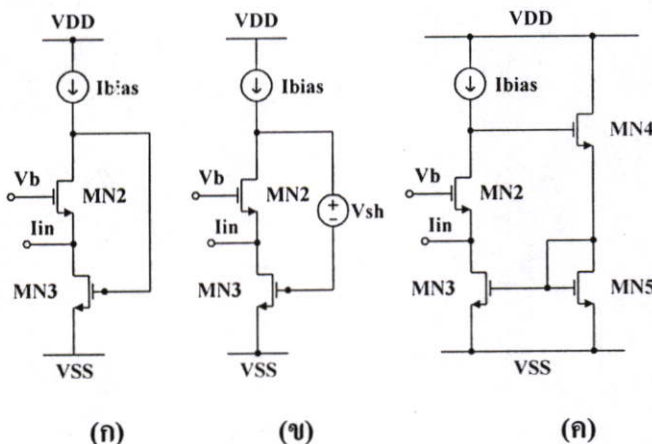 VDD
Ibias
Vb
MN2
Iin
MN3
VSS
(ก)
VDD
Ibias
Vb
MN2
+
−
Vsh
Iin
MN3
VSS
(ข)
VDD
Ibias
MN4
Vb
MN2
Iin
MN3
MN5
VSS
(ค)